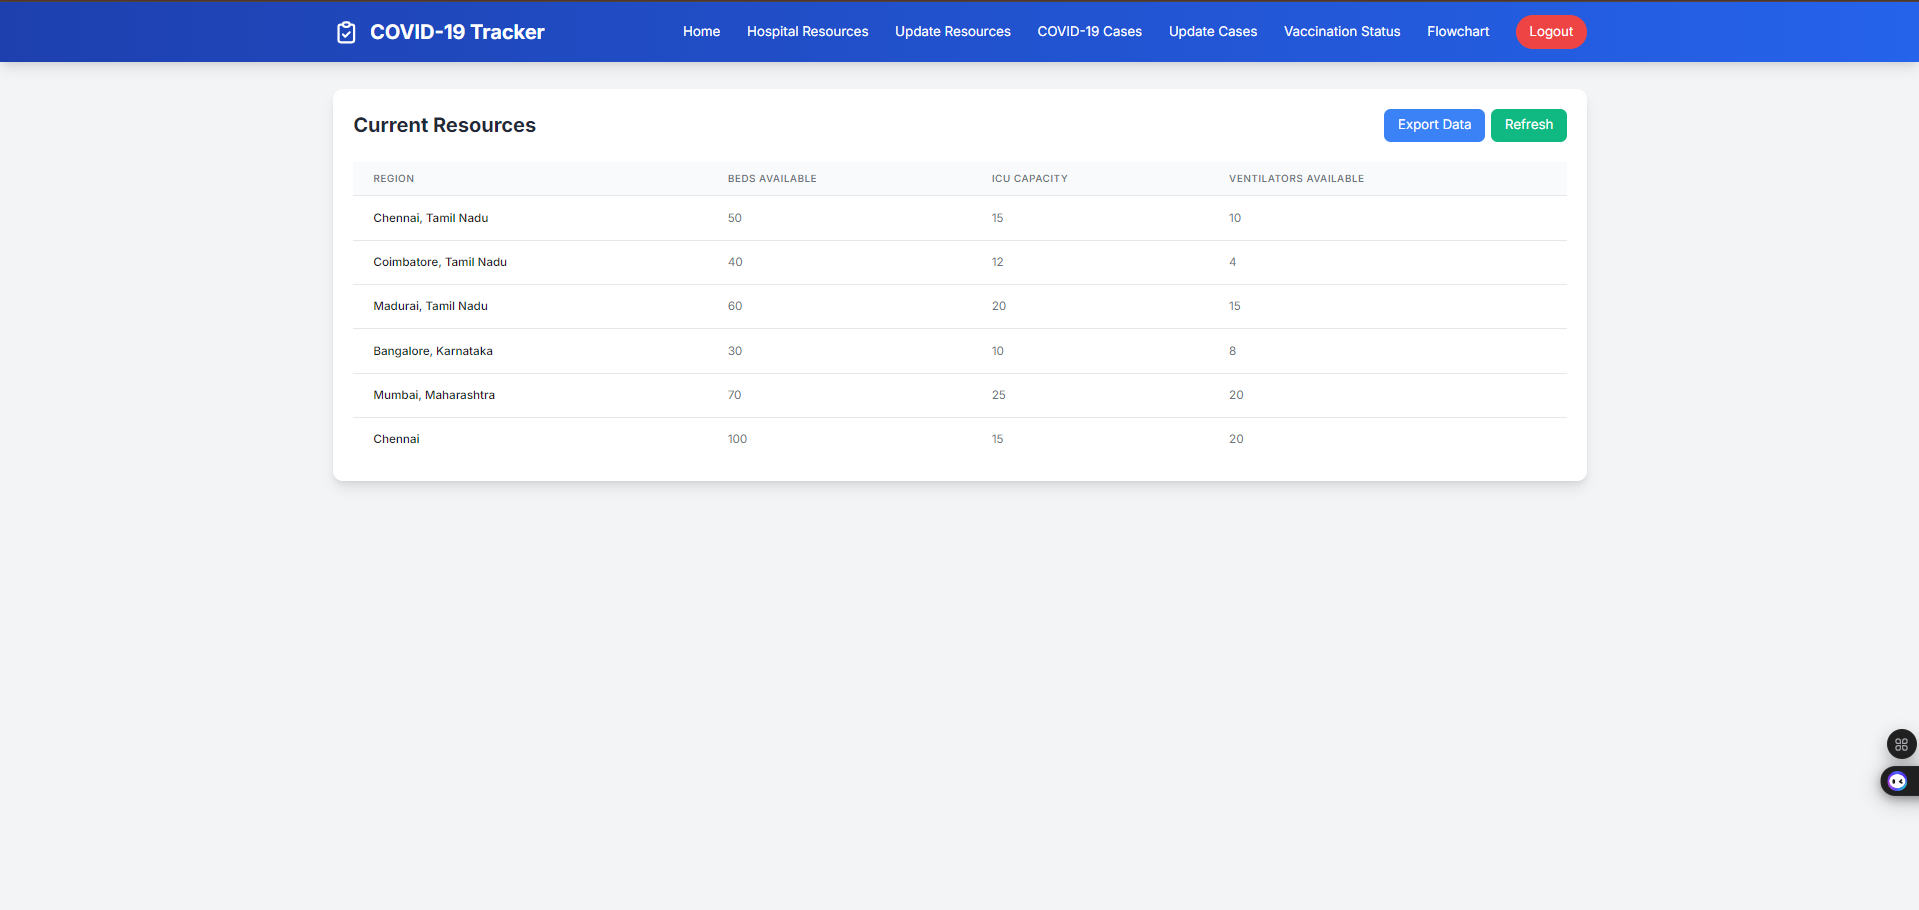 COVID-19 Tracker Home Hospital Resources Update Resources COVID-19 Cases Update Cases Vaccination Status Flowchart Logout
Current Resources Export Data Refresh
REGION BEDS AVAILABLE ICU CAPACITY VENTILATORS AVAILABLE
Chennai, Tamil Nadu 50 15 10
Coimbatore, Tamil Nadu 40 12 4
Madurai, Tamil Nadu 60 20 15
Bangalore, Karnataka 30 10 8
Mumbai, Maharashtra 70 25 20
Chennai 100 15 20